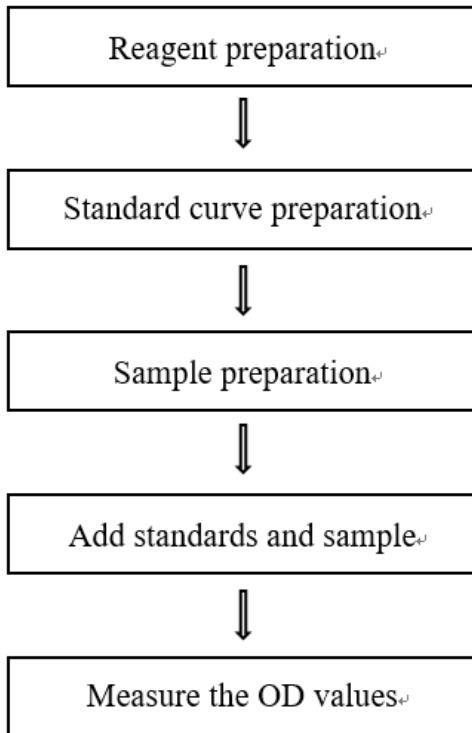 Reagent preparation
Standard curve preparation
Sample preparation
Add standards and sample
Measure the OD values